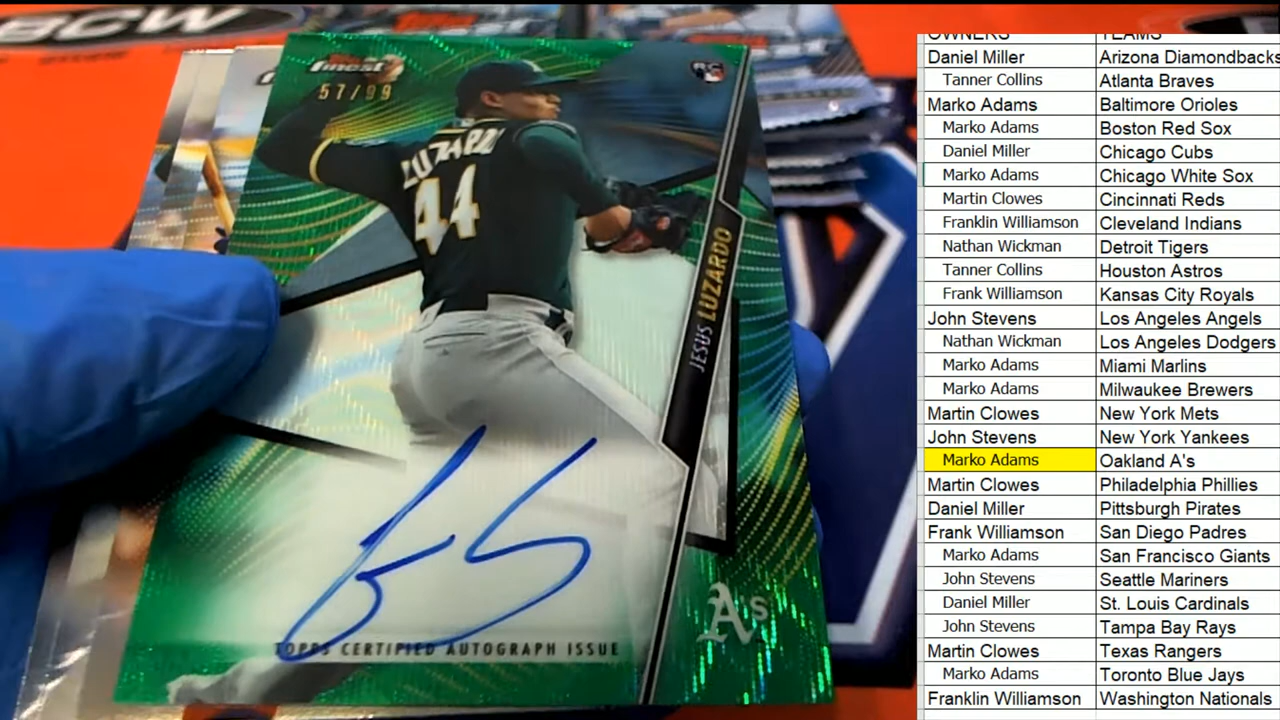 BCW
Topps
finest
57/99
RC
LUZARDO
44
JESUS LUZARDO
TOPPS CERTIFIED AUTOGRAPH ISSUE
A's
OWNERS TEAMS
Daniel Miller Arizona Diamondbacks
Tanner Collins Atlanta Braves
Marko Adams Baltimore Orioles
Marko Adams Boston Red Sox
Daniel Miller Chicago Cubs
Marko Adams Chicago White Sox
Martin Clowes Cincinati Reds
Franklin Williamson Cleveland Indians
Nathan Wickman Detroit Tigers
Tanner Collins Houston Astros
Frank Williamson Kansas City Royals
John Stevens Los Angeles Angels
Nathan Wickman Los Angeles Dodgers
Marko Adams Miami Marlins
Marko Adams Milwaukee Brewers
Martin Clowes New York Mets
John Stevens New York Yankees
Marko Adams Oakland A's
Martin Clowes Philadelphia Phillies
Daniel Miller Pittsburgh Pirates
Frank Williamson San Diego Padres
Marko Adams San Francisco Giants
John Stevens Seattle Mariners
Daniel Miller St. Louis Cardinals
John Stevens Tampa Bay Rays
Martin Clowes Texas Rangers
Marko Adams Toronto Blue Jays
Franklin Williamson Washington Nationals